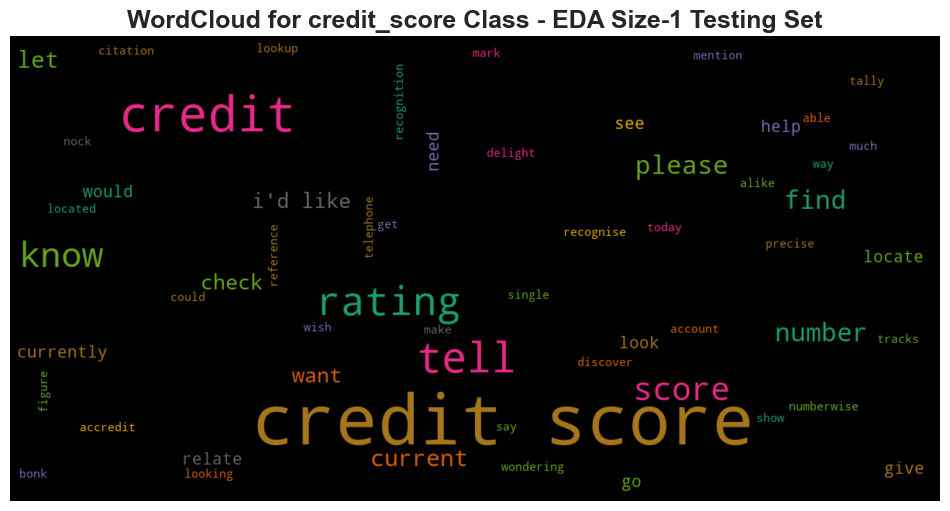 WordCloud for credit_score Class - EDA Size-1 Testing Set
let
citation
lookup
mark
mention
recognition
tally
credit
see
help
able
nock
need
delight
much
please
way
would
alike
find
located
i'd like
telephone
get
recognise
today
know
reference
precise
locate
check
could
rating
single
wish
make
account
number
tracks
currently
look
tell
discover
want
figure
score
numberwise
credit score
show
accredit
say
relate
current
wondering
give
bonk
looking
go